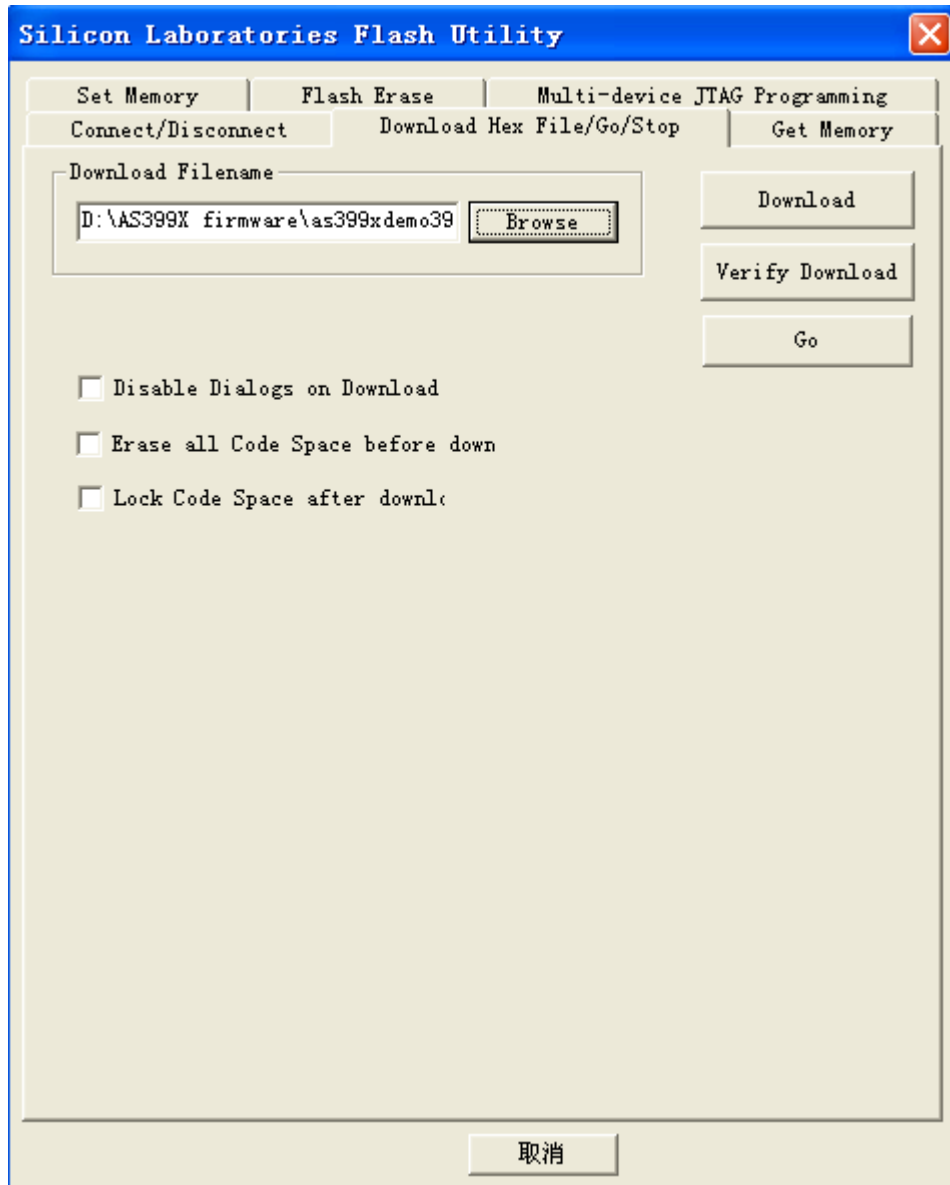 Silicon Laboratories Flash Utility
Set Memory
Flash Erase
Multi-device JTAG Programming
Connect/Disconnect
Download Hex File/Go/Stop
Get Memory
Download Filename
D:\AS399X firmware\as399xdemo39
Browse
Download
Verify Download
Go
Disable Dialogs on Download
Erase all Code Space before down
Lock Code Space after downl
取消